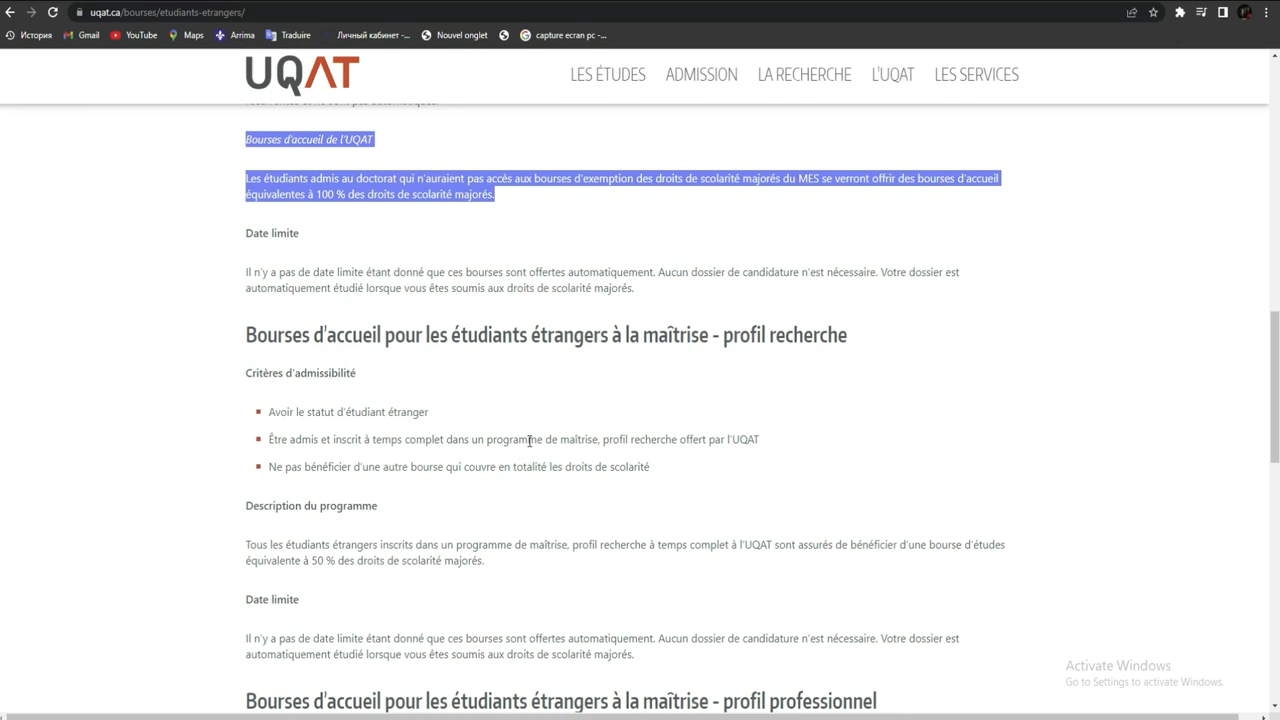 uqat.ca/bourses/etudiants-etrangers/
История Gmail YouTube Maps Arrima Traduire Личный кабинет -... Nouvel onglet capture ecran pc -...
UQAT LES ÉTUDES ADMISSION LA RECHERCHE L'UQAT LES SERVICES
Bourses d'accueil de l'UQAT
Les étudiants admis au doctorat qui n'auraient pas accès aux bourses d'exemption des droits de scolarité majorés du MES se verront offrir des bourses d'accueil
équivalentes à 100 % des droits de scolarité majorés.
Date limite
Il n'y a pas de date limite étant donné que ces bourses sont offertes automatiquement. Aucun dossier de candidature n'est nécessaire. Votre dossier est
automatiquement étudié lorsque vous êtes soumis aux droits de scolarité majorés.
Bourses d'accueil pour les étudiants étrangers à la maîtrise - profil recherche
Critères d'admissibilité
Avoir le statut d'étudiant étranger
Être admis et inscrit à temps complet dans un programme de maîtrise, profil recherche offert par l'UQAT
Ne pas bénéficier d'une autre bourse qui couvre en totalité les droits de scolarité
Description du programme
Tous les étudiants étrangers inscrits dans un programme de maîtrise, profil recherche à temps complet à l'UQAT sont assurés de bénéficier d'une bourse d'études
équivalente à 50 % des droits de scolarité majorés.
Date limite
Il n'y a pas de date limite étant donné que ces bourses sont offertes automatiquement. Aucun dossier de candidature n'est nécessaire. Votre dossier est
automatiquement étudié lorsque vous êtes soumis aux droits de scolarité majorés.
Activate Windows
Go to Settings to activate Windows.
Bourses d'accueil pour les étudiants étrangers à la maîtrise - profil professionnel